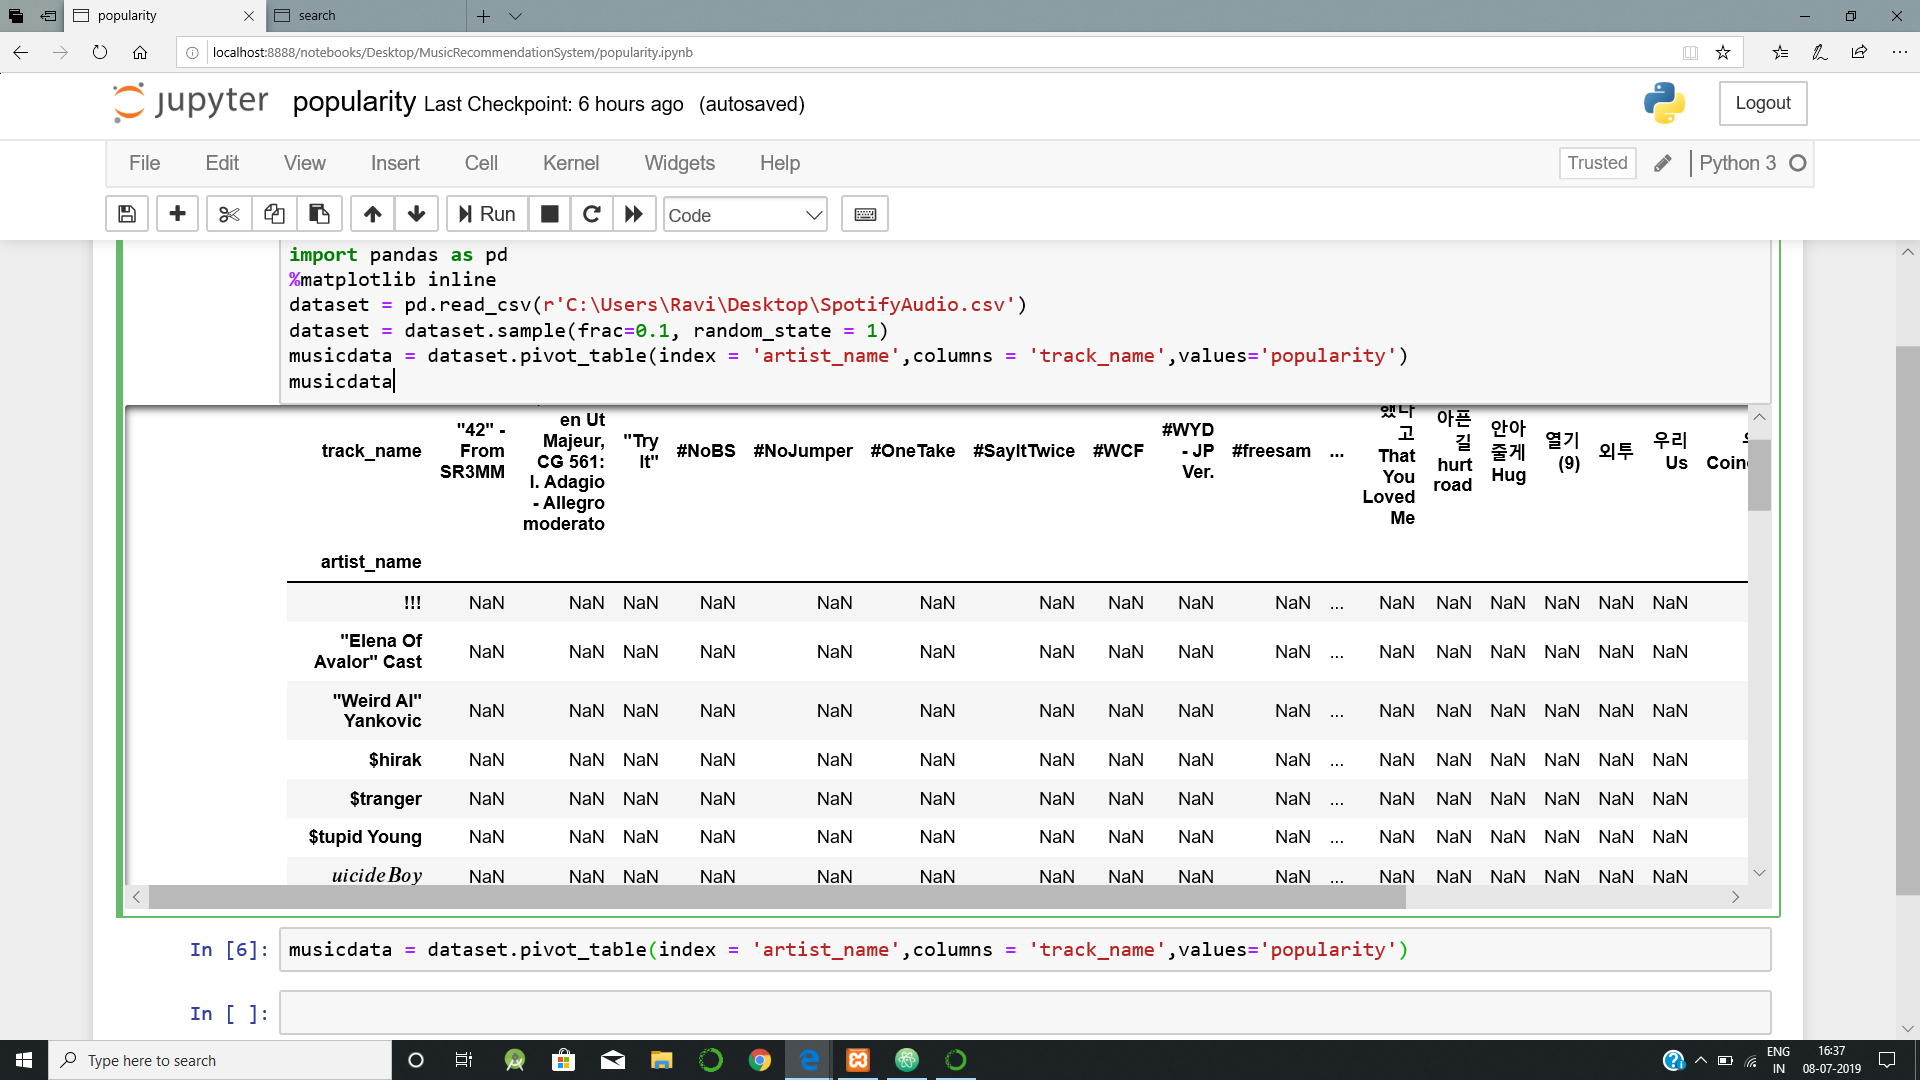 popularity
search
localhost:8888/notebooks/Desktop/MusicRecommendationSystem/popularity.ipynb
jupyter popularity Last Checkpoint: 6 hours ago (autosaved)
Logout
File Edit View Insert Cell Kernel Widgets Help
Trusted Python 3
Run Code
import pandas as pd
%matplotlib inline
dataset = pd.read_csv(r'C:\Users\Ravi\Desktop\SpotifyAudio.csv')
dataset = dataset.sample(frac=0.1, random_state = 1)
musicdata = dataset.pivot_table(index = 'artist_name',columns = 'track_name',values='popularity')
musicdata
track_name "42" - From SR3MM en Ut Majeur, CG 561: I. Adagio - Allegro moderato "Try It" #NoBS #NoJumper #OneTake #SayItTwice #WCF #WYD - JP Ver. #freesam ... 했다고 That You Loved Me 아픈 길 hurt road 안아줄게 Hug 열기 (9) 외투 우리 Us
artist_name
!!! NaN NaN NaN NaN NaN NaN NaN NaN NaN NaN ... NaN NaN NaN NaN NaN NaN
"Elena Of Avalor" Cast NaN NaN NaN NaN NaN NaN NaN NaN NaN NaN ... NaN NaN NaN NaN NaN NaN
"Weird Al" Yankovic NaN NaN NaN NaN NaN NaN NaN NaN NaN NaN ... NaN NaN NaN NaN NaN NaN
$hirak NaN NaN NaN NaN NaN NaN NaN NaN NaN NaN ... NaN NaN NaN NaN NaN NaN
$tranger NaN NaN NaN NaN NaN NaN NaN NaN NaN NaN ... NaN NaN NaN NaN NaN NaN
$tupid Young NaN NaN NaN NaN NaN NaN NaN NaN NaN NaN ... NaN NaN NaN NaN NaN NaN
uicideBoy NaN NaN NaN NaN NaN NaN NaN NaN NaN NaN ... NaN NaN NaN NaN NaN NaN
In [6]: musicdata = dataset.pivot_table(index = 'artist_name',columns = 'track_name',values='popularity')
In [ ]:
Type here to search
ENG
IN
16:37
08-07-2019